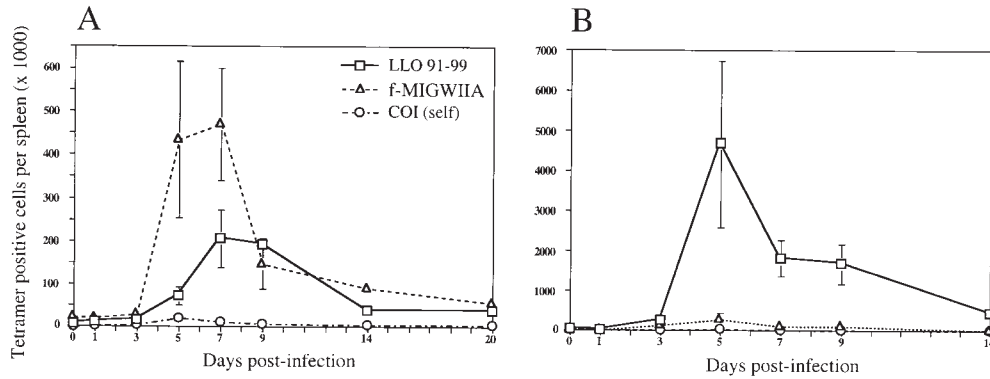 A
B
Tetramer positive cells per spleen (x 1000)
600
500
400
300
200
100
0
LLO 91-99
f-MIGWIIA
COI (self)
0 1 3 5 7 9 14 20
Days post-infection
7000
6000
5000
4000
3000
2000
1000
0
0 1 3 5 7 9 14
Days post-infection